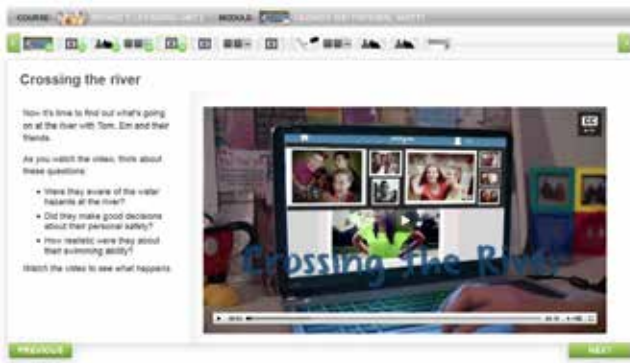 COURSE:
MODULE:
Crossing the river
Now it's time to find out what's going
on at the river with Tom, Em and their
friends.
As you watch the video, think about
these questions:
• Were they aware of the water
hazards at the river?
• Did they make good decisions
about their personal safety?
• How realistic were they about
their swimming ability?
Watch the video to see what happens.
CC
Crossing The River
PREVIOUS
NEXT